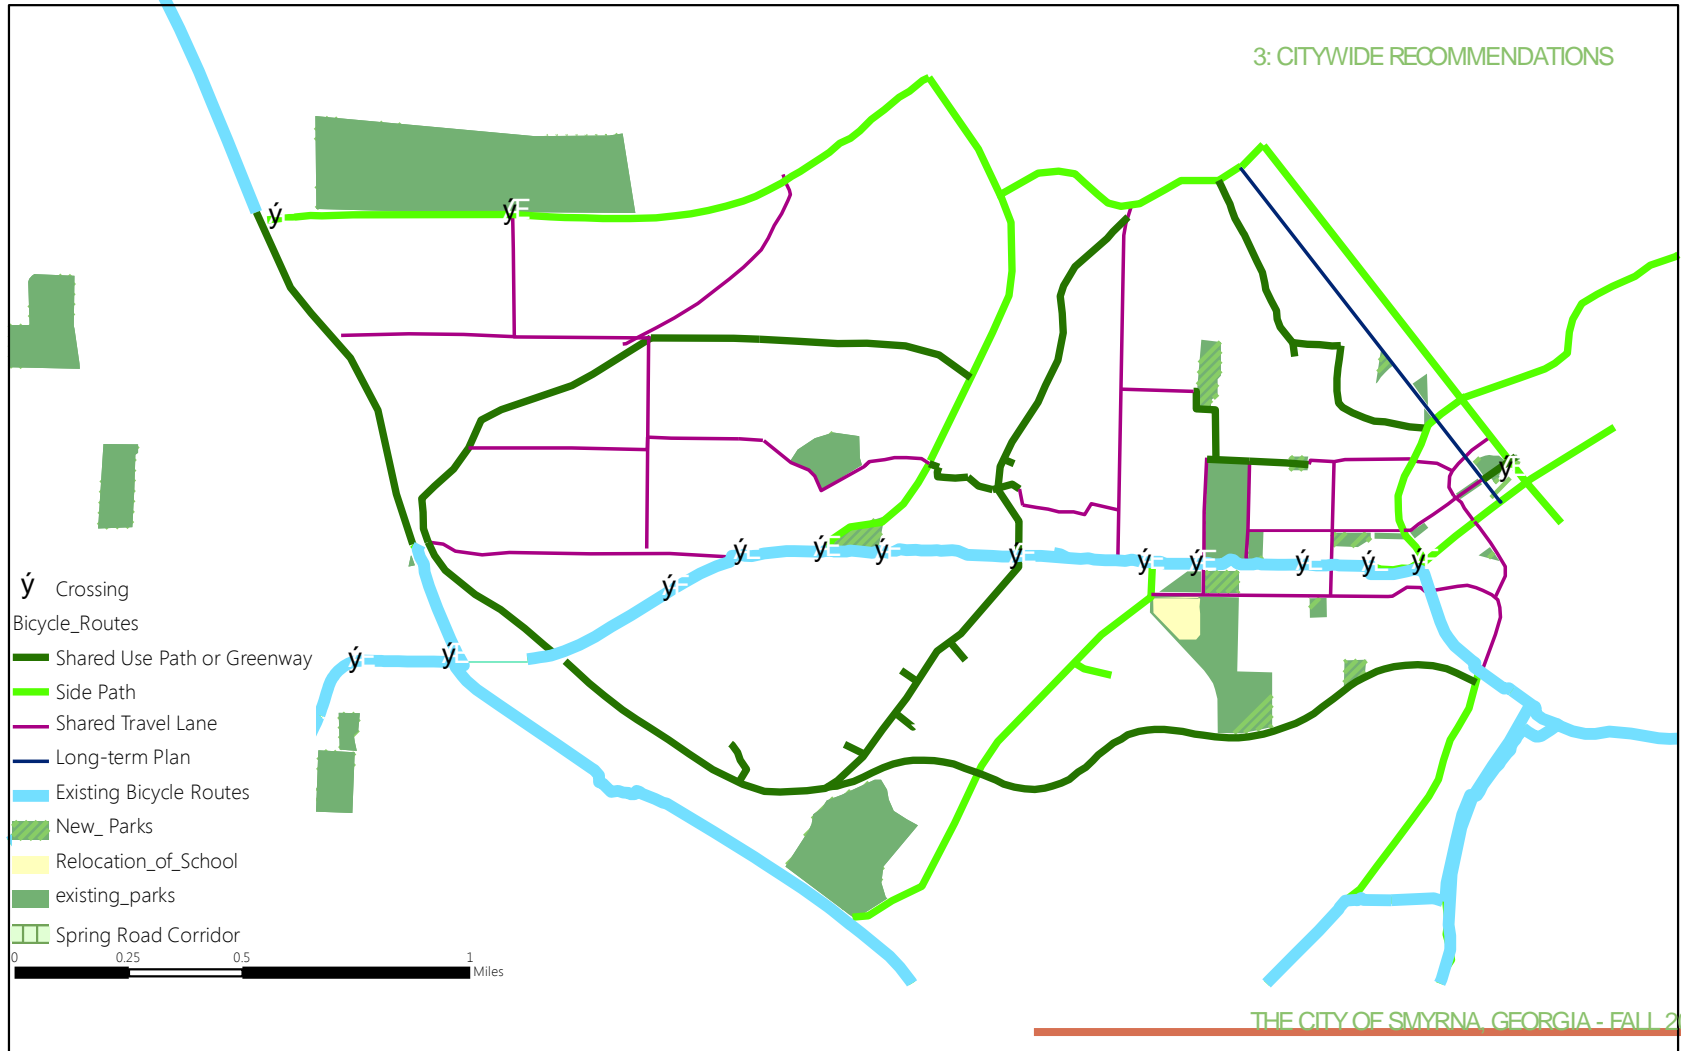 3: CITYWIDE RECOMMENDATIONS
ý Crossing
Bicycle_Routes
Shared Use Path or Greenway
Side Path
Shared Travel Lane
Long-term Plan
Existing Bicycle Routes
New_ Parks
Relocation_of_School
existing_parks
Spring Road Corridor
0 0.25 0.5 1
Miles
THE CITY OF SMYRNA, GEORGIA - FALL 2